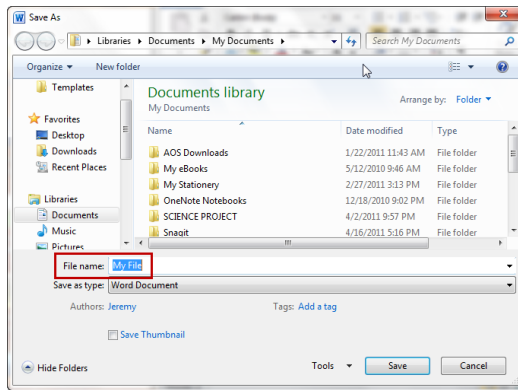 Save As
Libraries Documents My Documents Search My Documents
Organize New folder
Templates
Favorites
Desktop
Downloads
Recent Places
Libraries
Documents
Music
Pictures
Documents library
My Documents
Arrange by: Folder
Name Date modified Type
AOS Downloads 1/22/2011 11:43 AM File folder
My eBooks 5/12/2010 9:46 AM File folder
My Stationery 2/27/2011 3:13 PM File folder
OneNote Notebooks 12/18/2010 9:02 PM File folder
SCIENCE PROJECT 4/2/2011 9:57 PM File folder
Snagit 4/16/2011 5:16 PM File folder
File name: My File
Save as type: Word Document
Authors: Jeremy Tags: Add a tag
Save Thumbnail
Hide Folders Tools Save Cancel